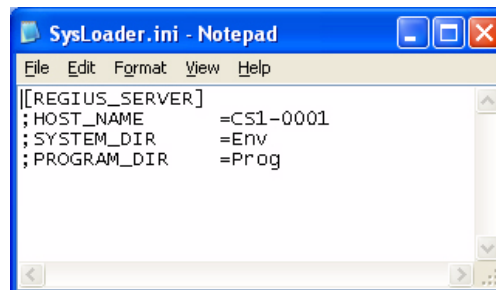 SysLoader.ini - Notepad
File Edit Format View Help
[REGIUS_SERVER]
;HOST_NAME =CS1-0001
;SYSTEM_DIR =Env
;PROGRAM_DIR =Prog